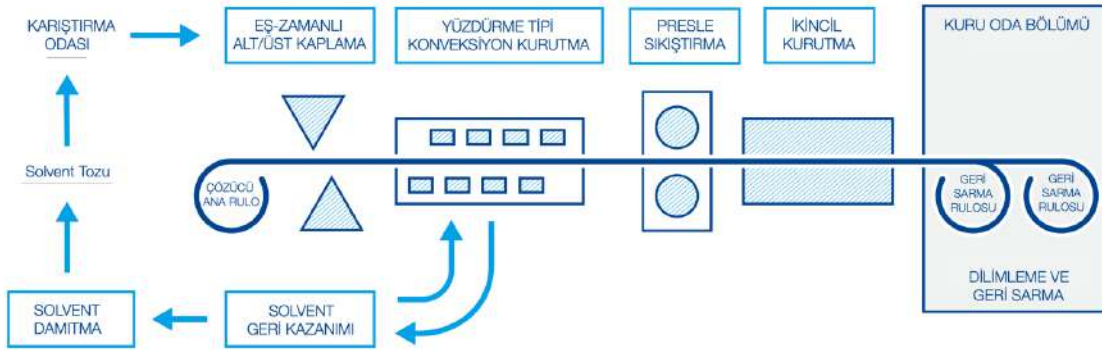 KARIŞTIRMA
ODASI
EŞ-ZAMANLI
ALT/ÜST KAPLAMA
YÜZDÜRME TİPİ
KONVEKSİYON KURUTMA
PRESLE
SIKIŞTIRMA
İKİNCİL
KURUTMA
KURU ODA BÖLÜMÜ
Solvent Tozu
ÇÖZÜCÜ
ANA RULO
GERİ
SARMA
RULOSU
GERİ
SARMA
RULOSU
SOLVENT
DAMITMA
SOLVENT
GERİ KAZANIMI
DİLİMLEME VE
GERİ SARMA